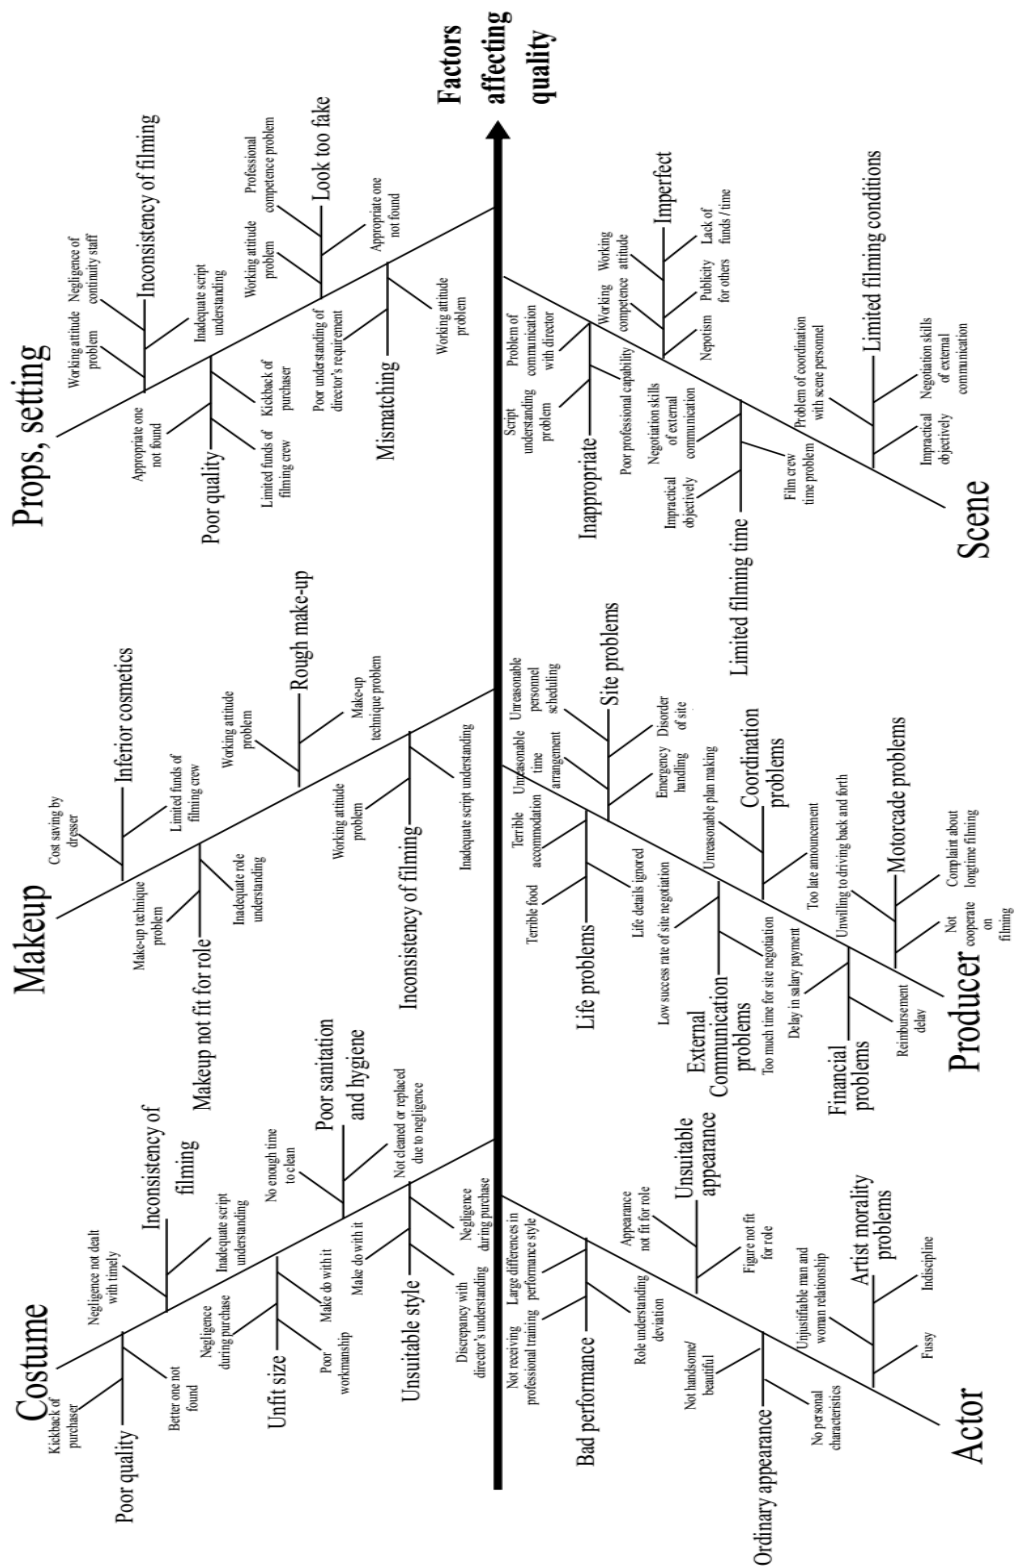 Costume
Kickback of
purchaser
Poor quality
Better one not
found
Negligence not dealt
with timely
Inconsistency of
filming
Inadequate script
understanding
Negligence
during purchase
Unfit size
Make do with it
Poor
workmanship
No enough time
to clean
Poor sanitation
and hygiene
Not cleaned or replaced
due to negligence
Make do with it
Unsuitable style
Negligence
during purchase
Discrepancy with
director's understanding
Makeup
Cost saving by
dresser
Inferior cosmetics
Limited funds of
filming crew
Make-up technique
problem
Makeup not fit for role
Inadequate role
understanding
Working attitude
problem
Rough make-up
Make-up
technique problem
Working attitude
problem
Inconsistency of filming
Inadequate script understanding
Props, setting
Working attitude
problem
Negligence of
continuity staff
Inconsistency of filming
Inadequate script
understanding
Appropriate one
not found
Poor quality
Kickback of
purchaser
Limited funds of
filming crew
Working attitude
problem
Professional
competence problem
Look too fake
Appropriate one
not found
Poor understanding of
director's requirement
Mismatching
Working attitude
problem
Factors
affecting
quality
Actor
Not receiving
professional training
Large differences in
performance style
Bad performance
Role understanding
deviation
Appearance
not fit for role
Unsuitable
appearance
Figure not fit
for role
Not handsome/
beautiful
Ordinary appearance
No personal
characteristics
Unjustifiable man and
woman relationship
Artist morality
problems
Fussy
Indiscipline
Producer
Terrible food
Terrible
accommodation
Life problems
Life details ignored
Unreasonable
time
arrangement
Unreasonable
personnel
scheduling
Site problems
Emergency
handling
Disorder
of site
Low success rate of site negotiation
External
Communication
problems
Too much time for site negotiation
Unreasonable plan making
Coordination
problems
Too late announcement
Delay in salary payment
Financial
problems
Reimbursement
delay
Unwilling to driving back and forth
Motorcade problems
Not
cooperate
on
filming
Complaint about
longtime filming
Scene
Script
understanding
problem
Problem of
communication
with director
Inappropriate
Poor professional capability
Working
competence
Working
attitude
Imperfect
Nepotism
Publicity
for others
Lack of
funds / time
Impractical
objectively
Negotiation skills
of external
communication
Limited filming time
Film crew
time problem
Problem of coordination
with scene personnel
Limited filming conditions
Impractical
objectively
Negotiation skills
of external
communication